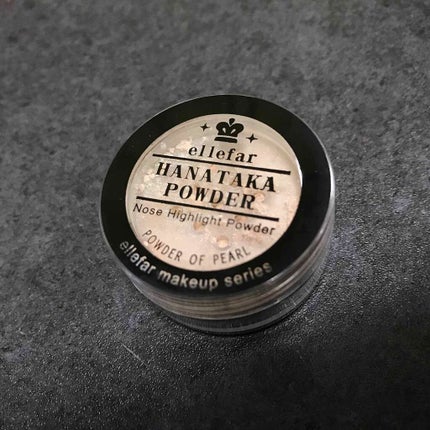 ellefar
HANATAKA
POWDER
Nose Highlight Powder
POWDER OF PEARL
ellefar makeup series